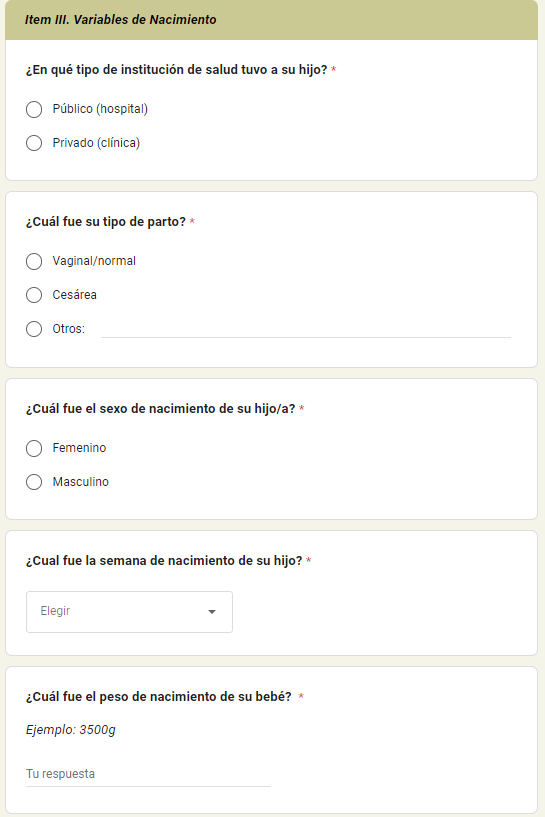 Item III. Variables de Nacimiento
¿En qué tipo de institución de salud tuvo a su hijo? *
Público (hospital)
Privado (clínica)
¿Cuál fue su tipo de parto? *
Vaginal/normal
Cesárea
Otros:
¿Cuál fue el sexo de nacimiento de su hijo/a? *
Femenino
Masculino
¿Cual fue la semana de nacimiento de su hijo? *
Elegir
¿Cuál fue el peso de nacimiento de su bebé? *
Ejemplo: 3500g
Tu respuesta